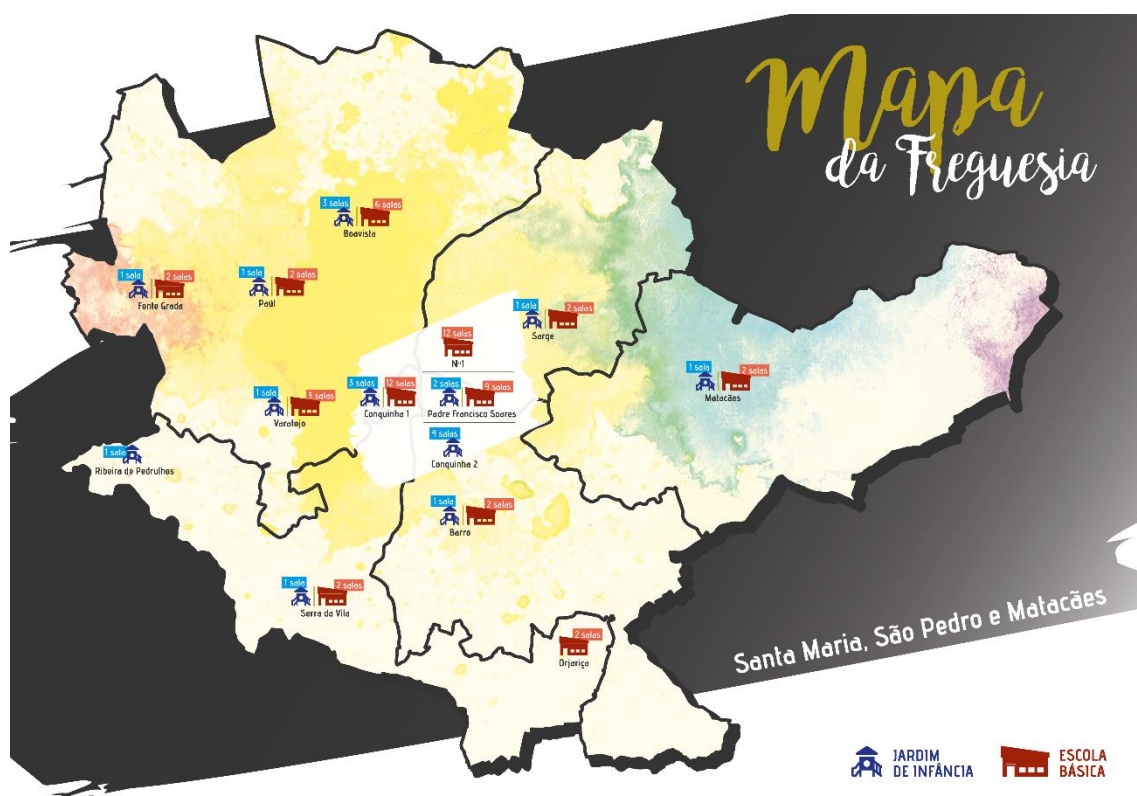 Mapa
da Freguesia
3 salas 6 salas
Boavista
1 sala 2 salas
Fonte Grada
1 sala 2 salas
Paúl
1 sala 2 salas
Sarge
12 salas
Nº1
3 salas 12 salas
Conquinha 1
2 salas 9 salas
Padre Francisco Soares
1 sala 2 salas
Matacães
1 sala 3 salas
Varatojo
4 salas
Conquinha 2
1 sala
Ribeira de Pedrulhos
1 sala 2 salas
Barro
1 sala 2 salas
Serra da Vila
2 salas
Orjariça
Santa Maria, São Pedro e Matacães
JARDIM
DE INFÂNCIA
ESCOLA
BÁSICA